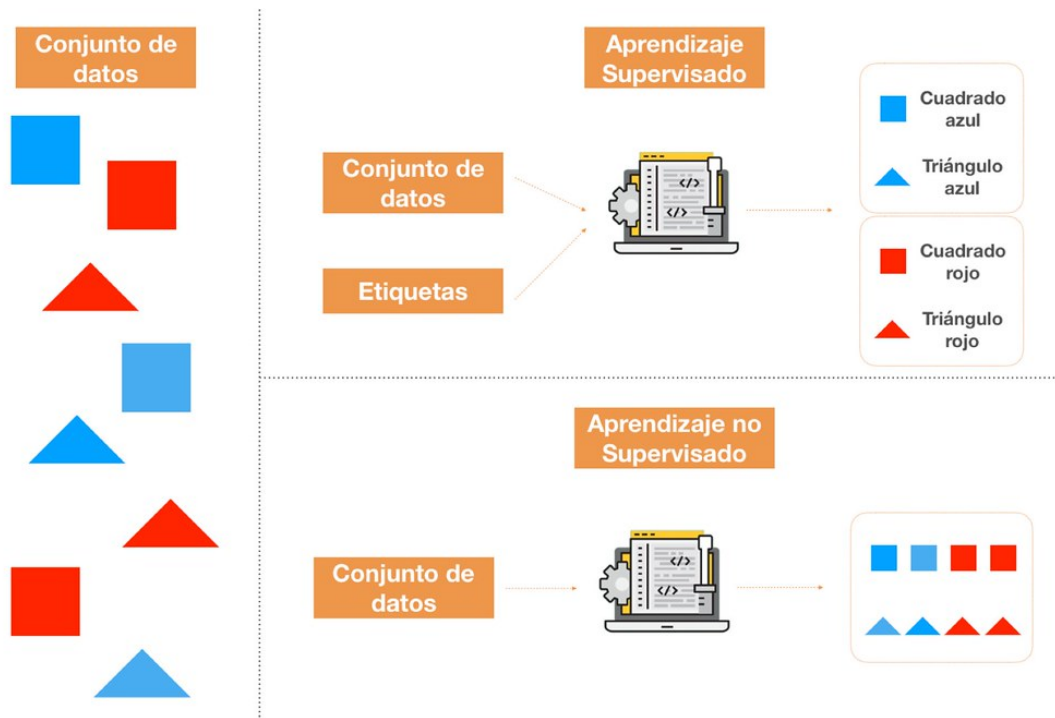 Conjunto de
datos
Aprendizaje
Supervisado
Conjunto de
datos
Etiquetas
</>
</>
Cuadrado
azul
Triángulo
azul
Cuadrado
rojo
Triángulo
rojo
Aprendizaje no
Supervisado
Conjunto de
datos
</>
</>